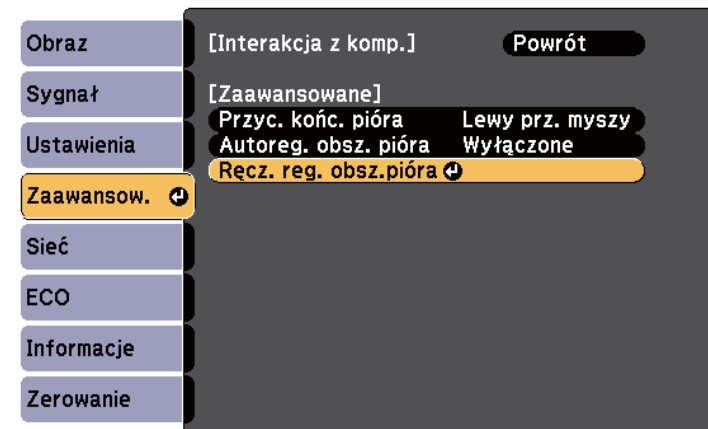 Obraz
Sygnał
Ustawienia
Zaawansow.
Sieć
ECO
Informacje
Zerowanie
[Interakcja z komp.] Powrót
[Zaawansowane]
Przyc. końc. pióra Lewy prz. myszy
Autoreg. obsz. pióra Wyłączone
Ręcz. reg. obsz.pióra